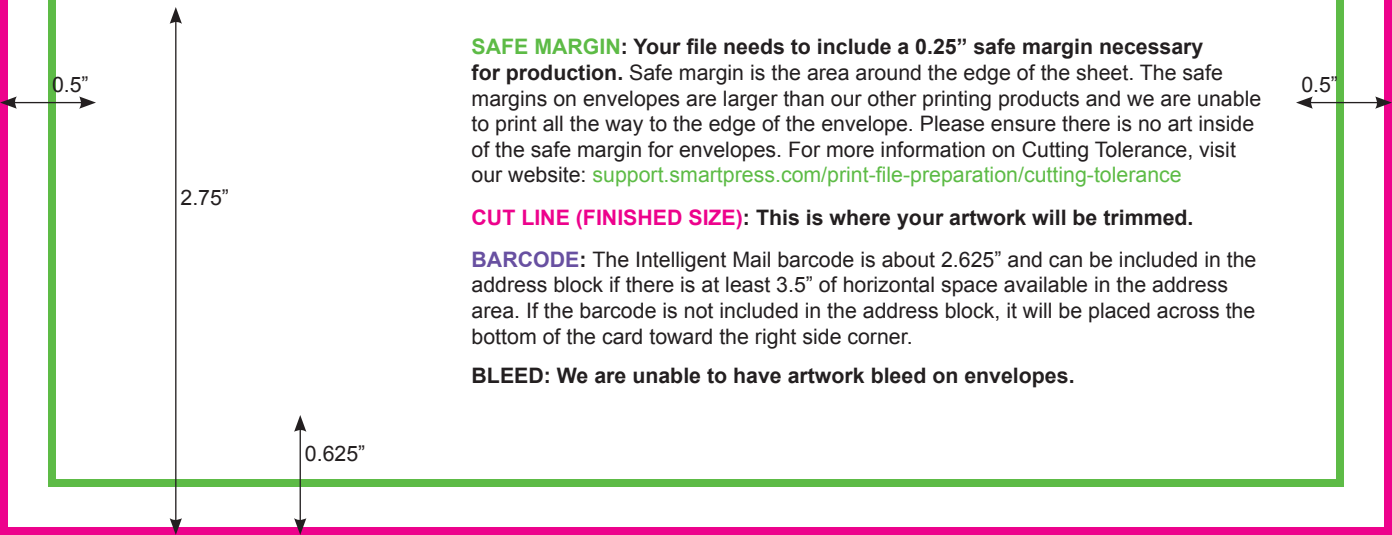 SAFE MARGIN: Your file needs to include a 0.25” safe margin necessary
for production. Safe margin is the area around the edge of the sheet. The safe
margins on envelopes are larger than our other printing products and we are unable
to print all the way to the edge of the envelope. Please ensure there is no art inside
of the safe margin for envelopes. For more information on Cutting Tolerance, visit
our website: support.smartpress.com/print-file-preparation/cutting-tolerance
CUT LINE (FINISHED SIZE): This is where your artwork will be trimmed.
BARCODE: The Intelligent Mail barcode is about 2.625” and can be included in the
address block if there is at least 3.5” of horizontal space available in the address
area. If the barcode is not included in the address block, it will be placed across the
bottom of the card toward the right side corner.
BLEED: We are unable to have artwork bleed on envelopes.
0.5”
0.5”
2.75”
0.625”